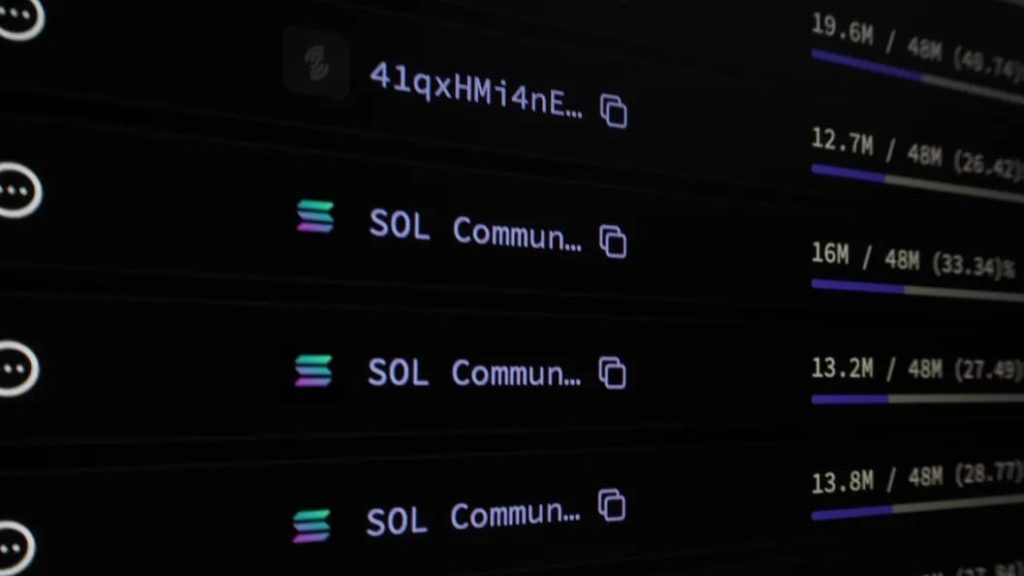 19.6M / 48M (40.74)
41qxHMi4nE…
12.7M / 48M (26.42)
SOL Commun…
16M / 48M (33.34)%
SOL Commun…
13.2M / 48M (27.49)
SOL Commun…
13.8M / 48M (28.77)